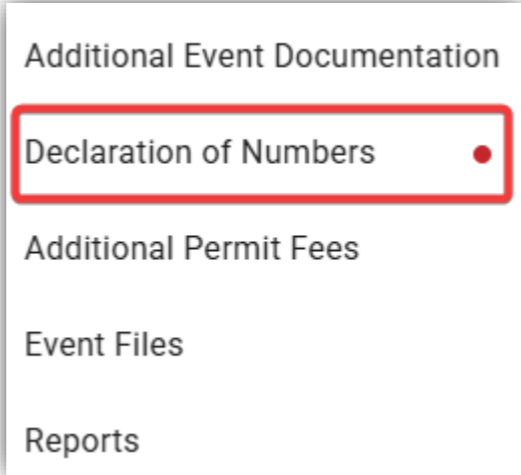 Additional Event Documentation
Declaration of Numbers
Additional Permit Fees
Event Files
Reports